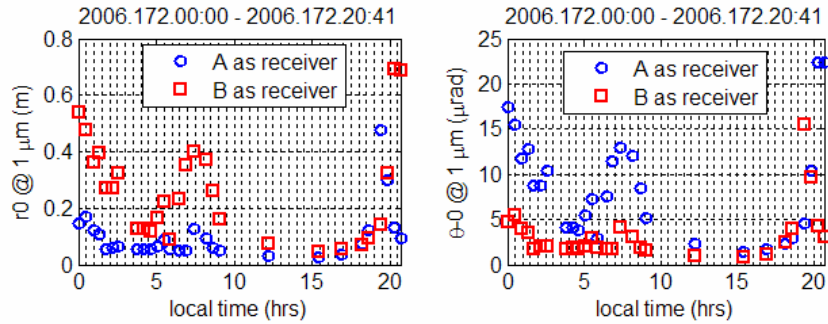 2006.172.00:00 - 2006.172.20:41
0.8
0.6
0.4
0.2
0
r0 @ 1 μm (m)
A as receiver
B as receiver
0 5 10 15 20
local time (hrs)
2006.172.00:00 - 2006.172.20:41
25
20
15
10
5
0
θ-0 @ 1 μm (μrad)
A as receiver
B as receiver
0 5 10 15 20
local time (hrs)